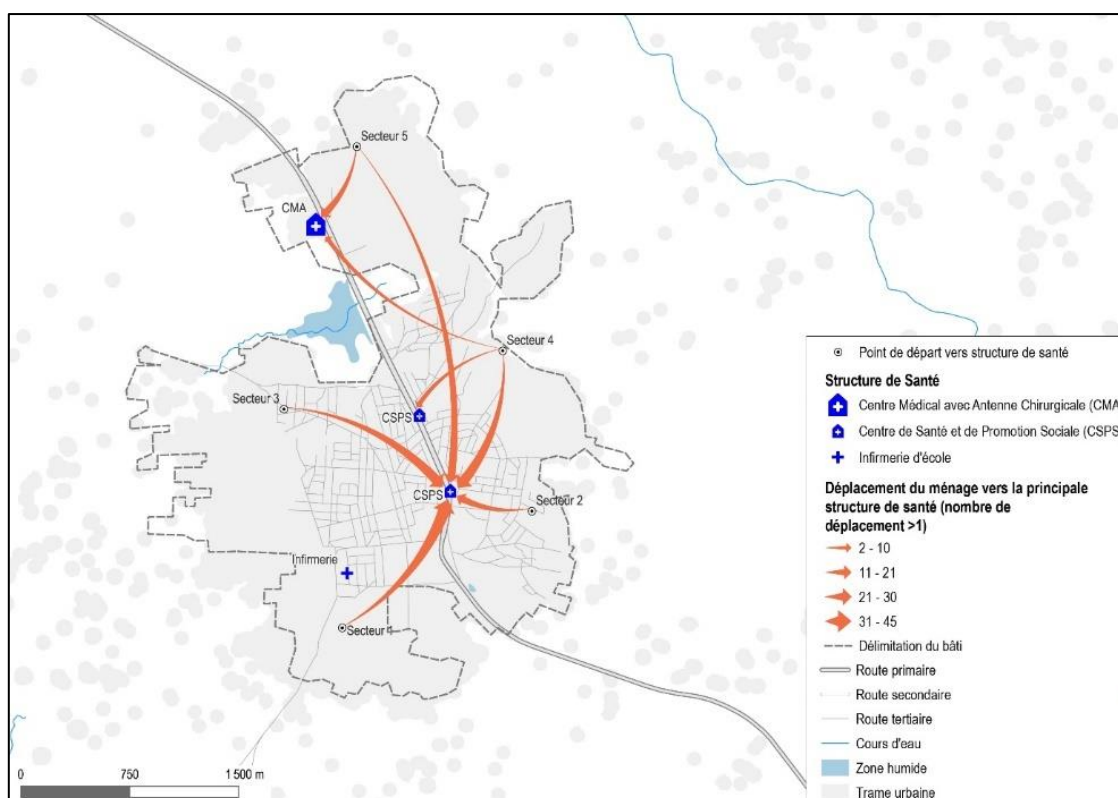 Secteur 5
CMA
Secteur 4
Secteur 3
CSPS
CSPS
Secteur 2
Infirmerie
Secteur 1
0 750 1 500 m
Point de départ vers structure de santé
Structure de Santé
Centre Médical avec Antenne Chirurgicale (CMA
Centre de Santé et de Promotion Sociale (CSPS
Infirmerie d'école
Déplacement du ménage vers la principale
structure de santé (nombre de
déplacement >1)
2 - 10
11 - 21
21 - 30
31 - 45
Délimitation du bâti
Route primaire
Route secondaire
Route tertiaire
Cours d'eau
Zone humide
Trame urbaine